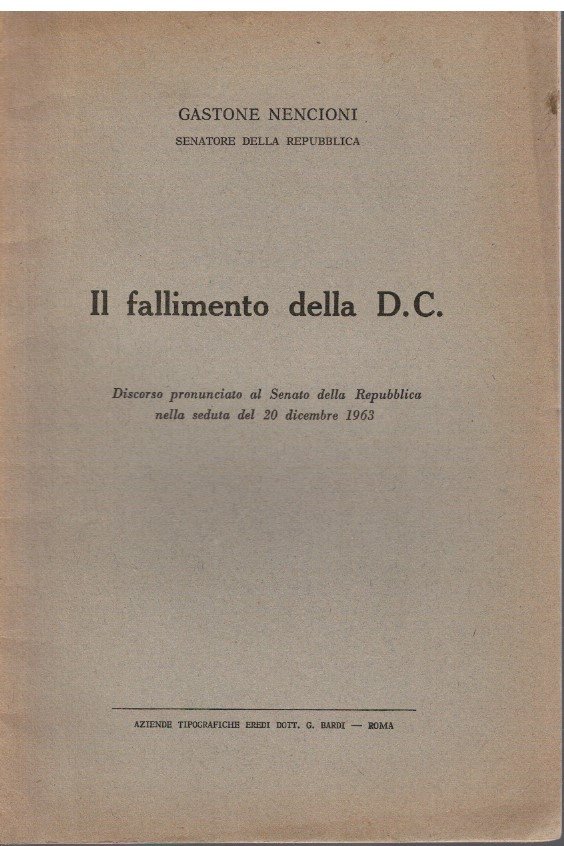 GASTONE NENCIONI
SENATORE DELLA REPUBBLICA
Il fallimento della D.C.
Discorso pronunciato al Senato della Repubblica
nella seduta del 20 dicembre 1963
AZIENDE TIPOGRAFICHE EREDI DOTT. G. BARDI — ROMA